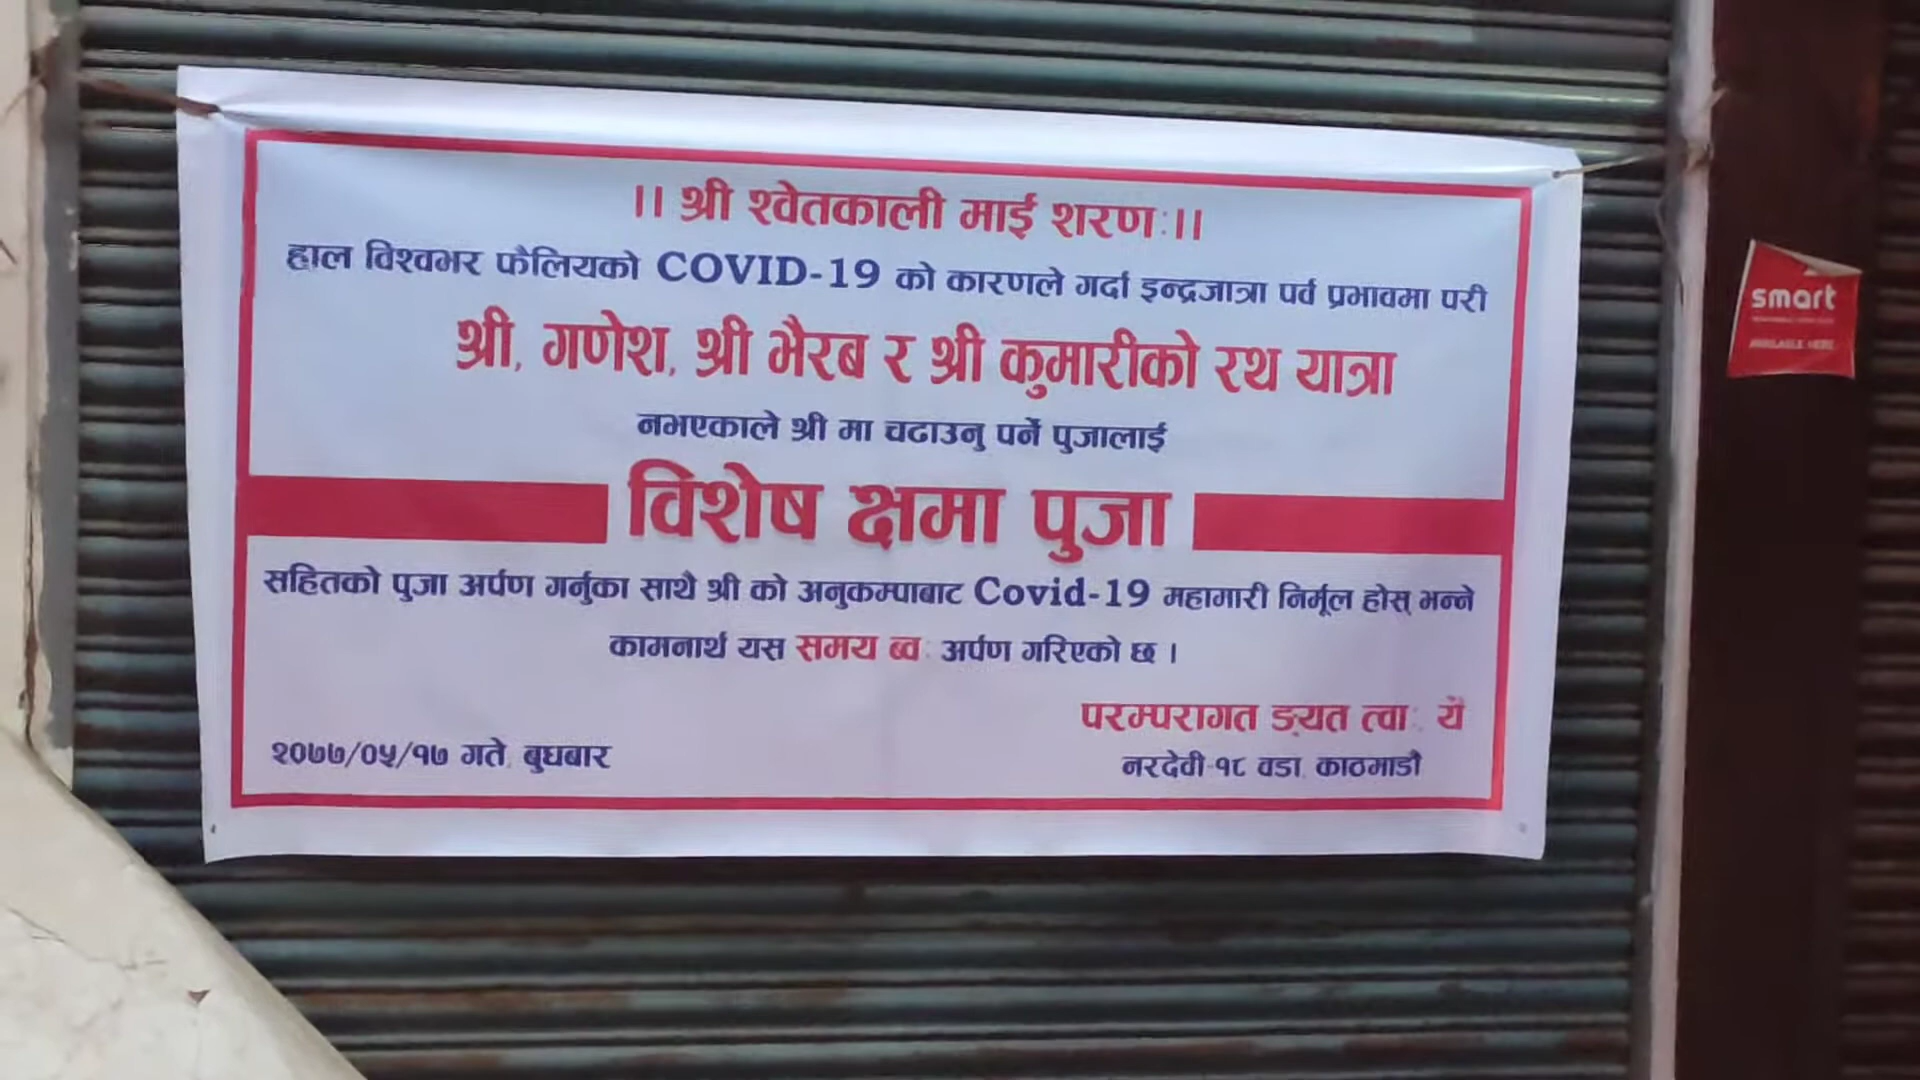 ।। श्री श्वेतकाली माई शरणः।।
हाल विश्वभर फैलियको COVID-19 को कारणले गर्दा इन्द्रजात्रा पर्व प्रभावमा परी
श्री, गणेश, श्री भैरब र श्री कुमारीको रथ यात्रा
नभएकाले श्री मा चढाउनु पर्ने पुजालाई
विशेष क्षमा पुजा
सहितको पुजा अर्पण गर्नुका साथै श्री को अनुकम्पाबाट Covid-19 महामारी निर्मूल होस् भन्ने
कामनार्थ यस समय ब्वः अर्पण गरिएको छ ।
परम्परागत ङ्यत त्वाः, यें
नरदेवी-१८ वडा, काठमाडौ
२०७७/०५/१७ गते, बुधबार
smart
AVAILABLE HERE